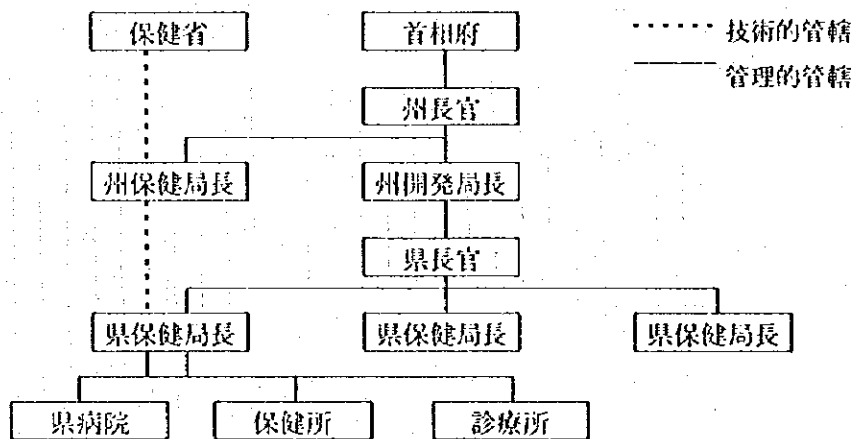 保健省
首相府
技術的管轄
管理的管轄
州長官
州保健局長
州開発局長
県長官
県保健局長
県保健局長
県保健局長
県病院
保健所
診療所